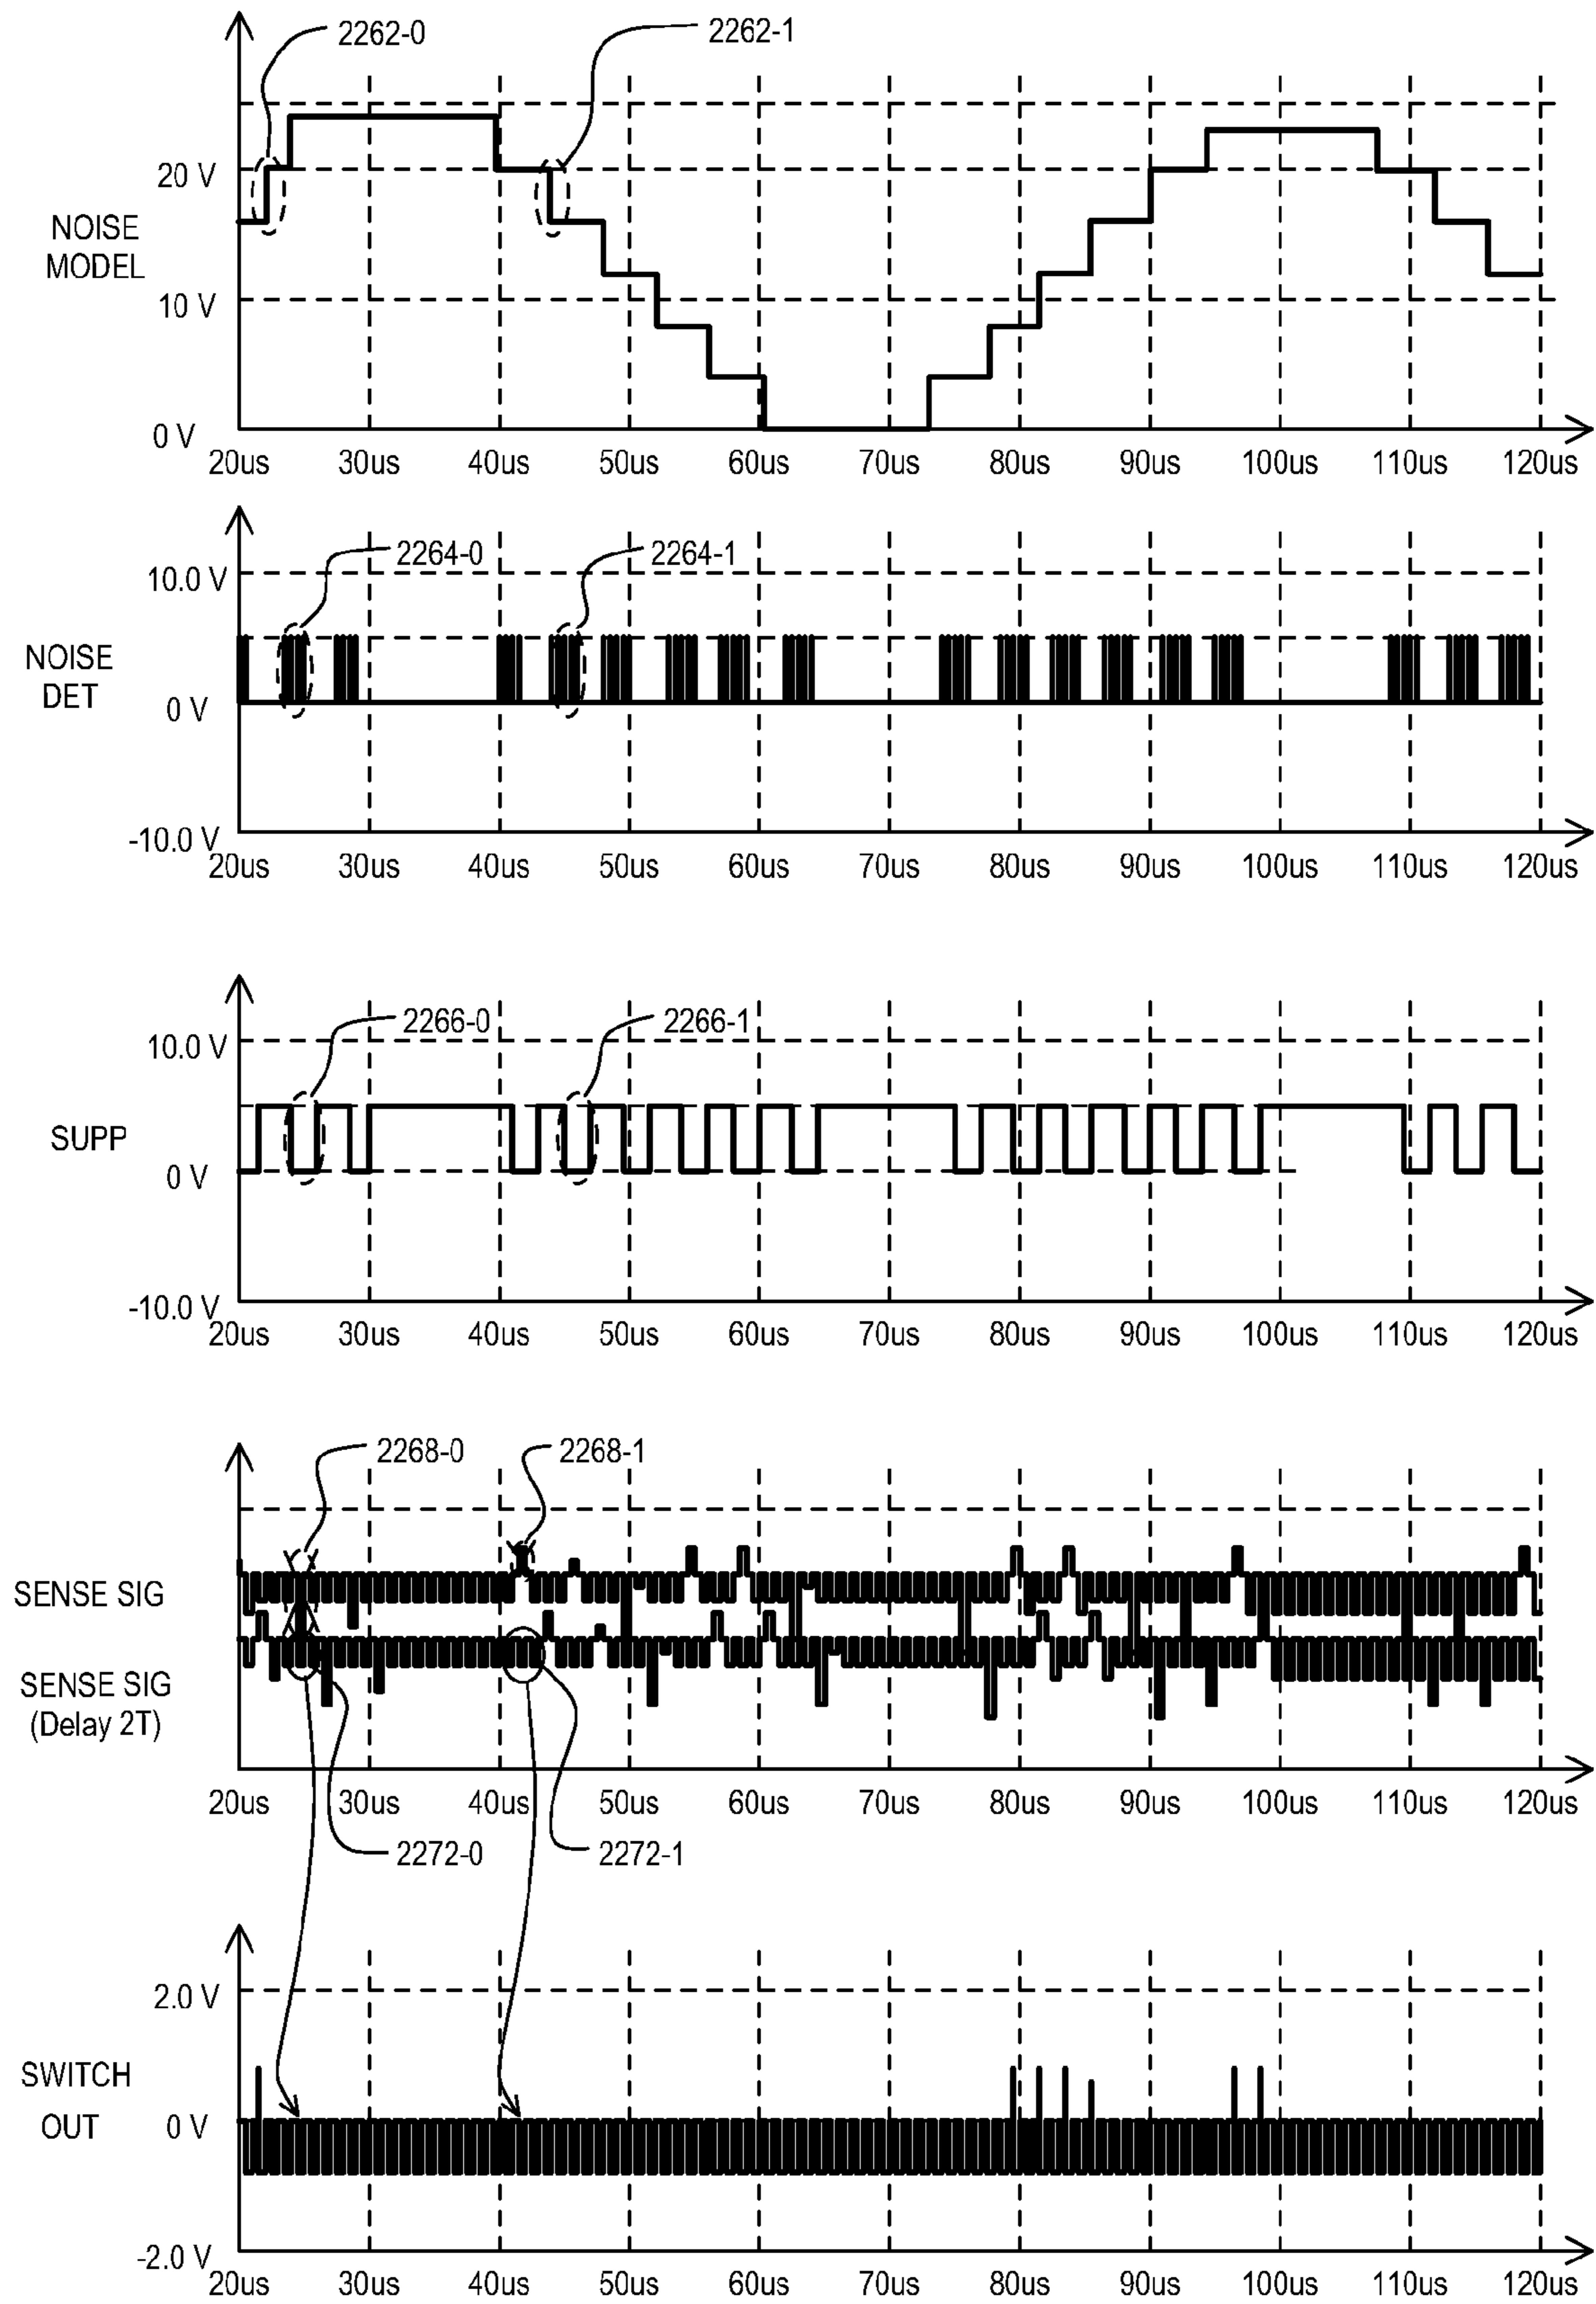 2262-0
2262-1
20 V
NOISE
MODEL
10 V
0 V
20us 30us 40us 50us 60us 70us 80us 90us 100us 110us 120us
2264-0
2264-1
10.0 V
NOISE
DET
0 V
-10.0 V
20us 30us 40us 50us 60us 70us 80us 90us 100us 110us 120us
2266-0
2266-1
10.0 V
SUPP
0 V
-10.0 V
20us 30us 40us 50us 60us 70us 80us 90us 100us 110us 120us
2268-0
2268-1
SENSE SIG
SENSE SIG
(Delay 2T)
20us 30us 40us 50us 60us 70us 80us 90us 100us 110us 120us
2272-0
2272-1
2.0 V
SWITCH
OUT
0 V
-2.0 V
20us 30us 40us 50us 60us 70us 80us 90us 100us 110us 120us